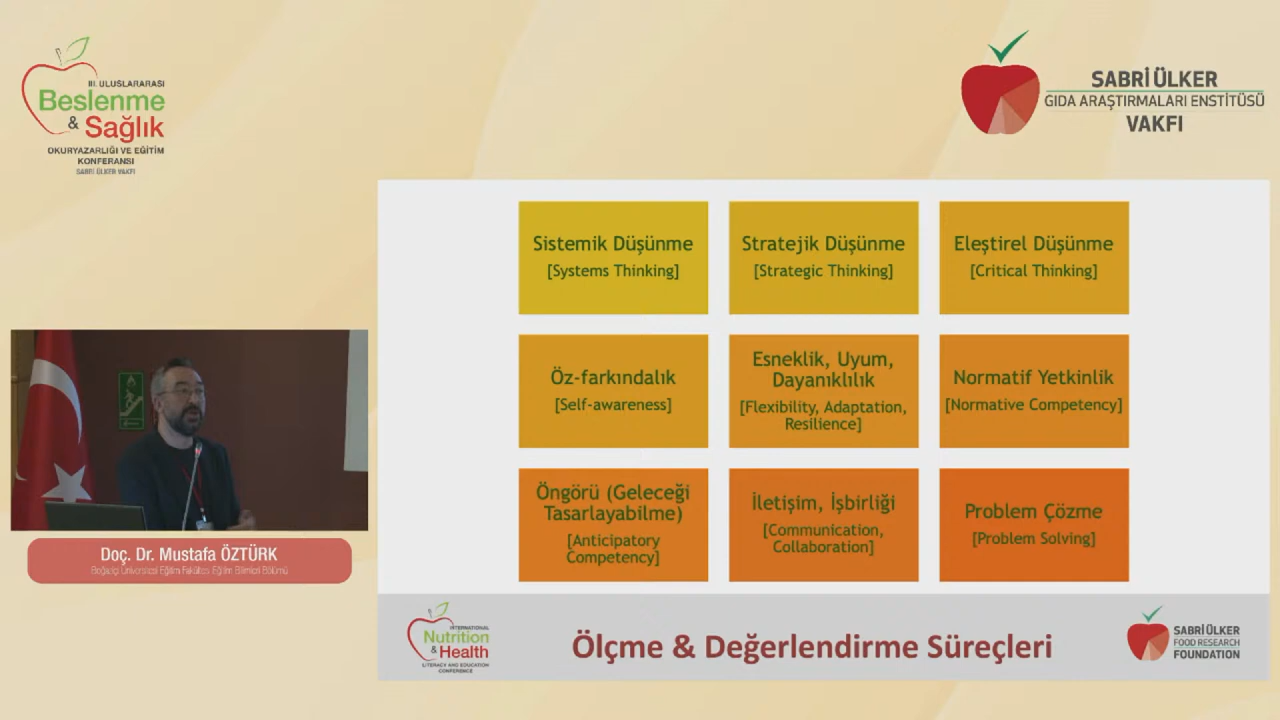 III. ULUSLARARASI
Beslenme
& Sağlık
OKURYAZARLIĞI VE EĞİTİM
KONFERANSI
SABRİ ÜLKER VAKFI
SABRİ ÜLKER
GIDA ARAŞTIRMALARI ENSTİTÜSÜ
VAKFI
Sistemik Düşünme
[Systems Thinking]
Stratejik Düşünme
[Strategic Thinking]
Eleştirel Düşünme
[Critical Thinking]
Öz-farkındalık
[Self-awareness]
Esneklik, Uyum,
Dayanıklılık
[Flexibility, Adaptation,
Resilience]
Normatif Yetkinlik
[Normative Competency]
Öngörü (Geleceği
Tasarlayabilme)
[Anticipatory
Competency]
İletişim, İşbirliği
[Communication,
Collaboration]
Problem Çözme
[Problem Solving]
Doç. Dr. Mustafa ÖZTÜRK
Boğaziçi Üniversitesi Eğitim Fakültesi Eğitim Bilimleri Bölümü
INTERNATIONAL
Nutrition
& Health
LITERACY AND EDUCATION
CONFERENCE
Ölçme & Değerlendirme Süreçleri
SABRİ ÜLKER
FOOD RESEARCH
FOUNDATION